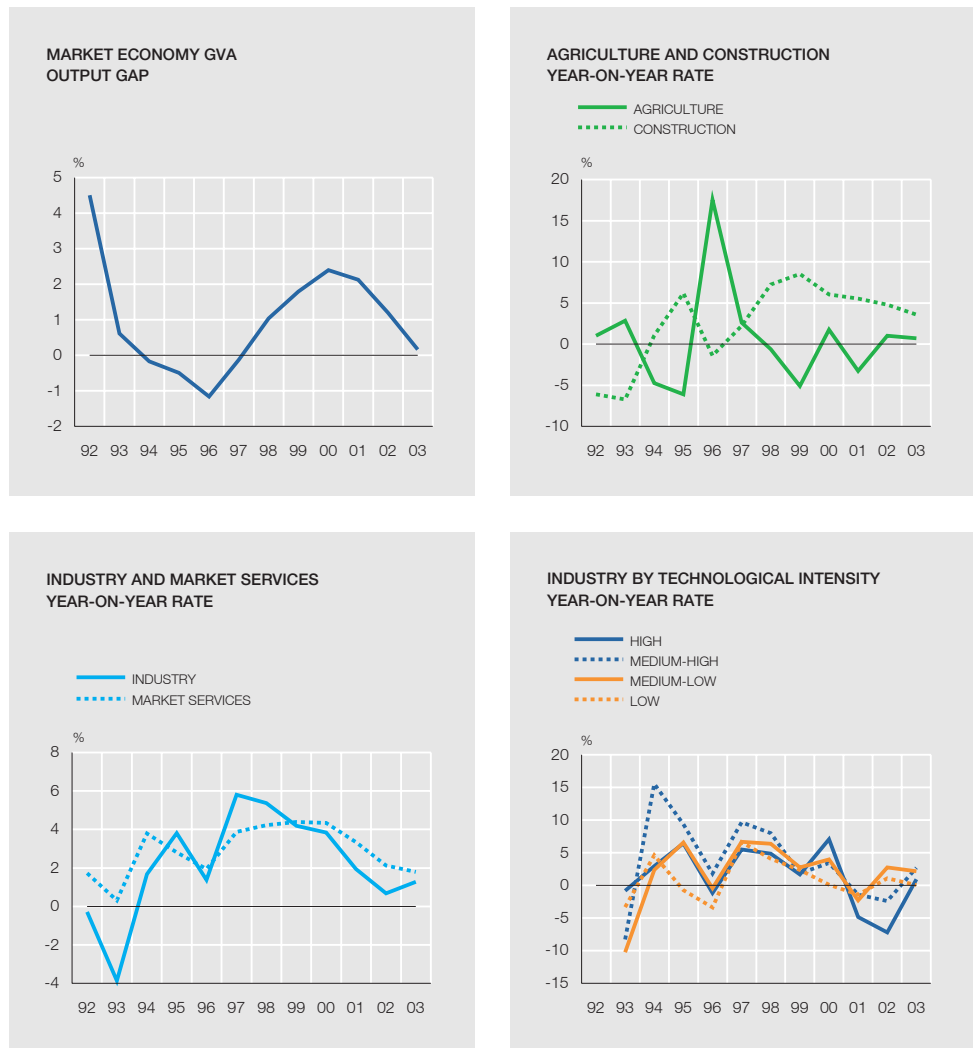 MARKET ECONOMY GVA
OUTPUT GAP
%
5
4
3
2
1
0
-1
-2
92 93 94 95 96 97 98 99 00 01 02 03
AGRICULTURE AND CONSTRUCTION
YEAR-ON-YEAR RATE
AGRICULTURE
CONSTRUCTION
%
20
15
10
5
0
-5
-10
92 93 94 95 96 97 98 99 00 01 02 03
INDUSTRY AND MARKET SERVICES
YEAR-ON-YEAR RATE
INDUSTRY
MARKET SERVICES
%
8
6
4
2
0
-2
-4
92 93 94 95 96 97 98 99 00 01 02 03
INDUSTRY BY TECHNOLOGICAL INTENSITY
YEAR-ON-YEAR RATE
HIGH
MEDIUM-HIGH
MEDIUM-LOW
LOW
%
20
15
10
5
0
-5
-10
-15
92 93 94 95 96 97 98 99 00 01 02 03